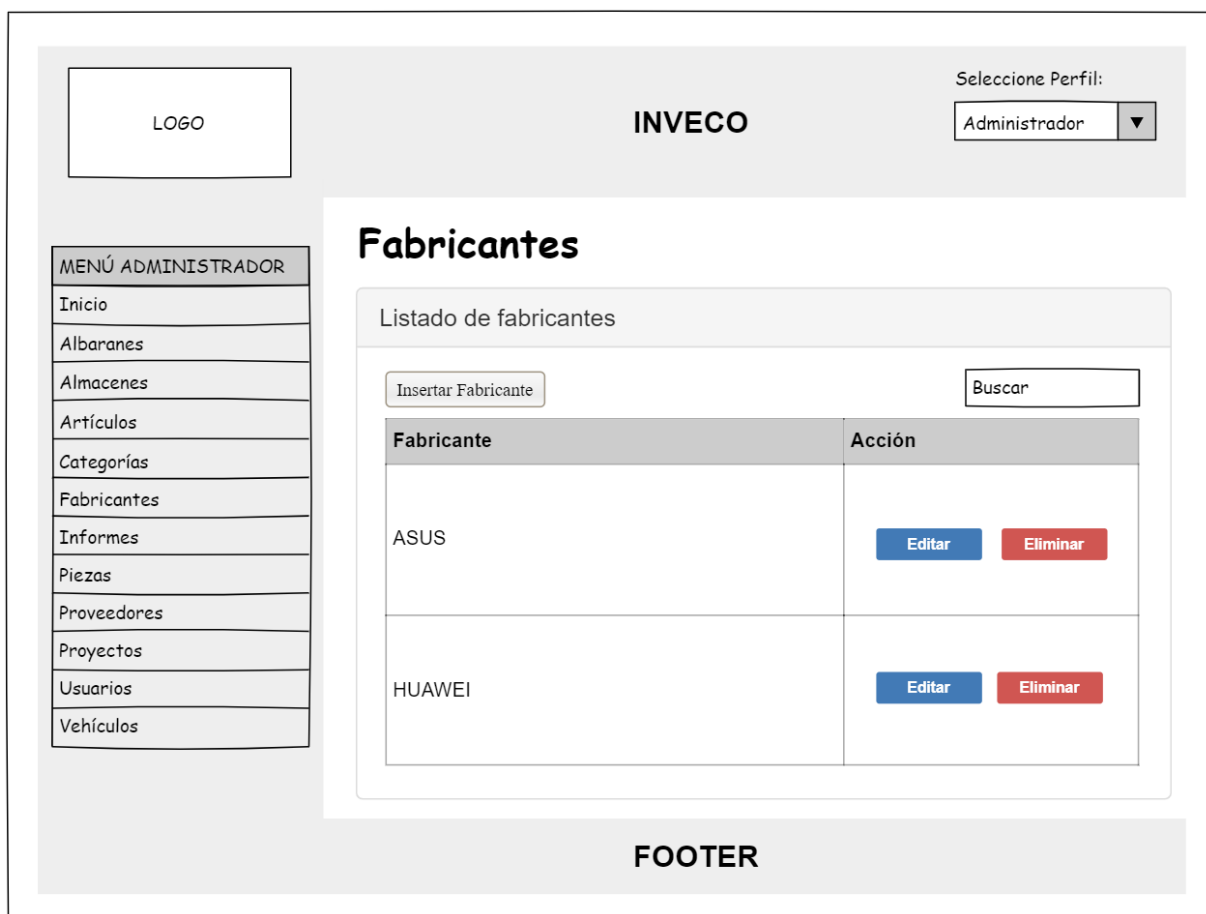 LOGO
INVECO
Seleccione Perfil:
Administrador
MENÚ ADMINISTRADOR
Inicio
Albaranes
Almacenes
Artículos
Categorías
Fabricantes
Informes
Piezas
Proveedores
Proyectos
Usuarios
Vehículos
Fabricantes
Listado de fabricantes
Insertar Fabricante
Buscar
Fabricante Acción
ASUS Editar Eliminar
HUAWEI Editar Eliminar
FOOTER